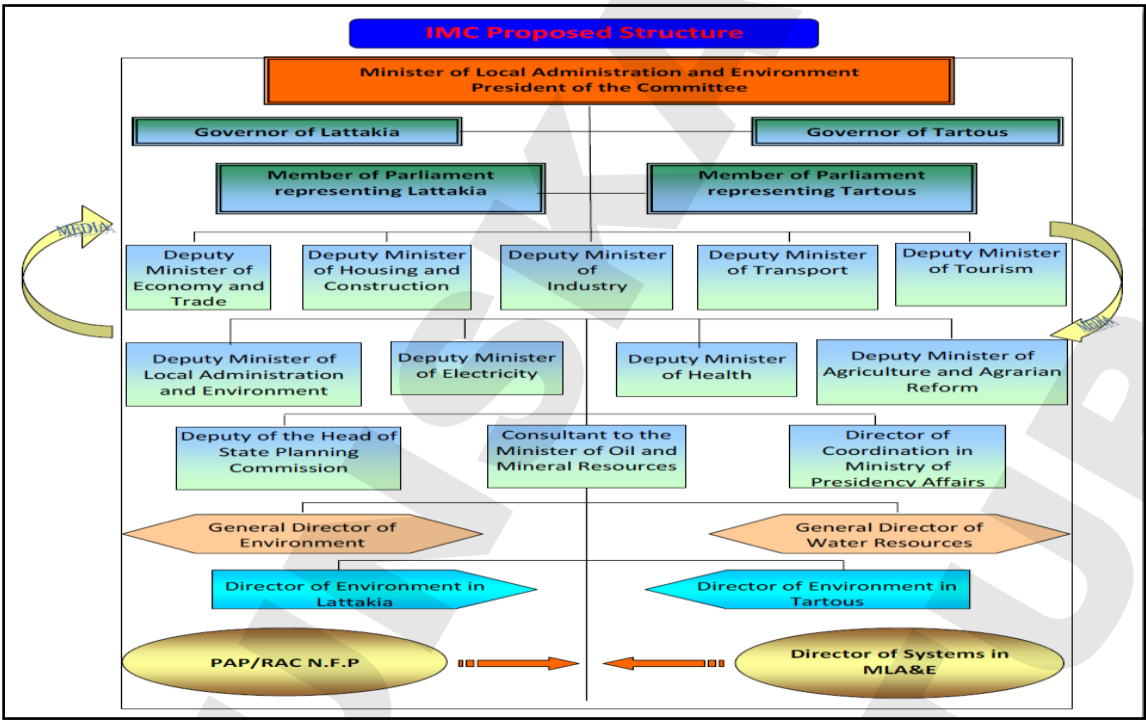 IMC Proposed Structure
Minister of Local Administration and Environment
President of the Committee
Governor of Lattakia
Governor of Tartous
Member of Parliament
representing Lattakia
Member of Parliament
representing Tartous
MEDIA
MEDIA
Deputy
Minister of
Economy and
Trade
Deputy Minister
of Housing and
Construction
Deputy Minister
of
Industry
Deputy Minister
of Transport
Deputy Minister
of Tourism
Deputy Minister of
Local Administration
and Environment
Deputy Minister
of Electricity
Deputy Minister
of Health
Deputy Minister of
Agriculture and Agrarian
Reform
Deputy of the Head of
State Planning
Commission
Consultant to the
Minister of Oil and
Mineral Resources
Director of
Coordination in
Ministry of
Presidency Affairs
General Director of
Environment
General Director of
Water Resources
Director of Environment in
Lattakia
Director of Environment in
Tartous
PAP/RAC N.F.P
Director of Systems in
MLA&E